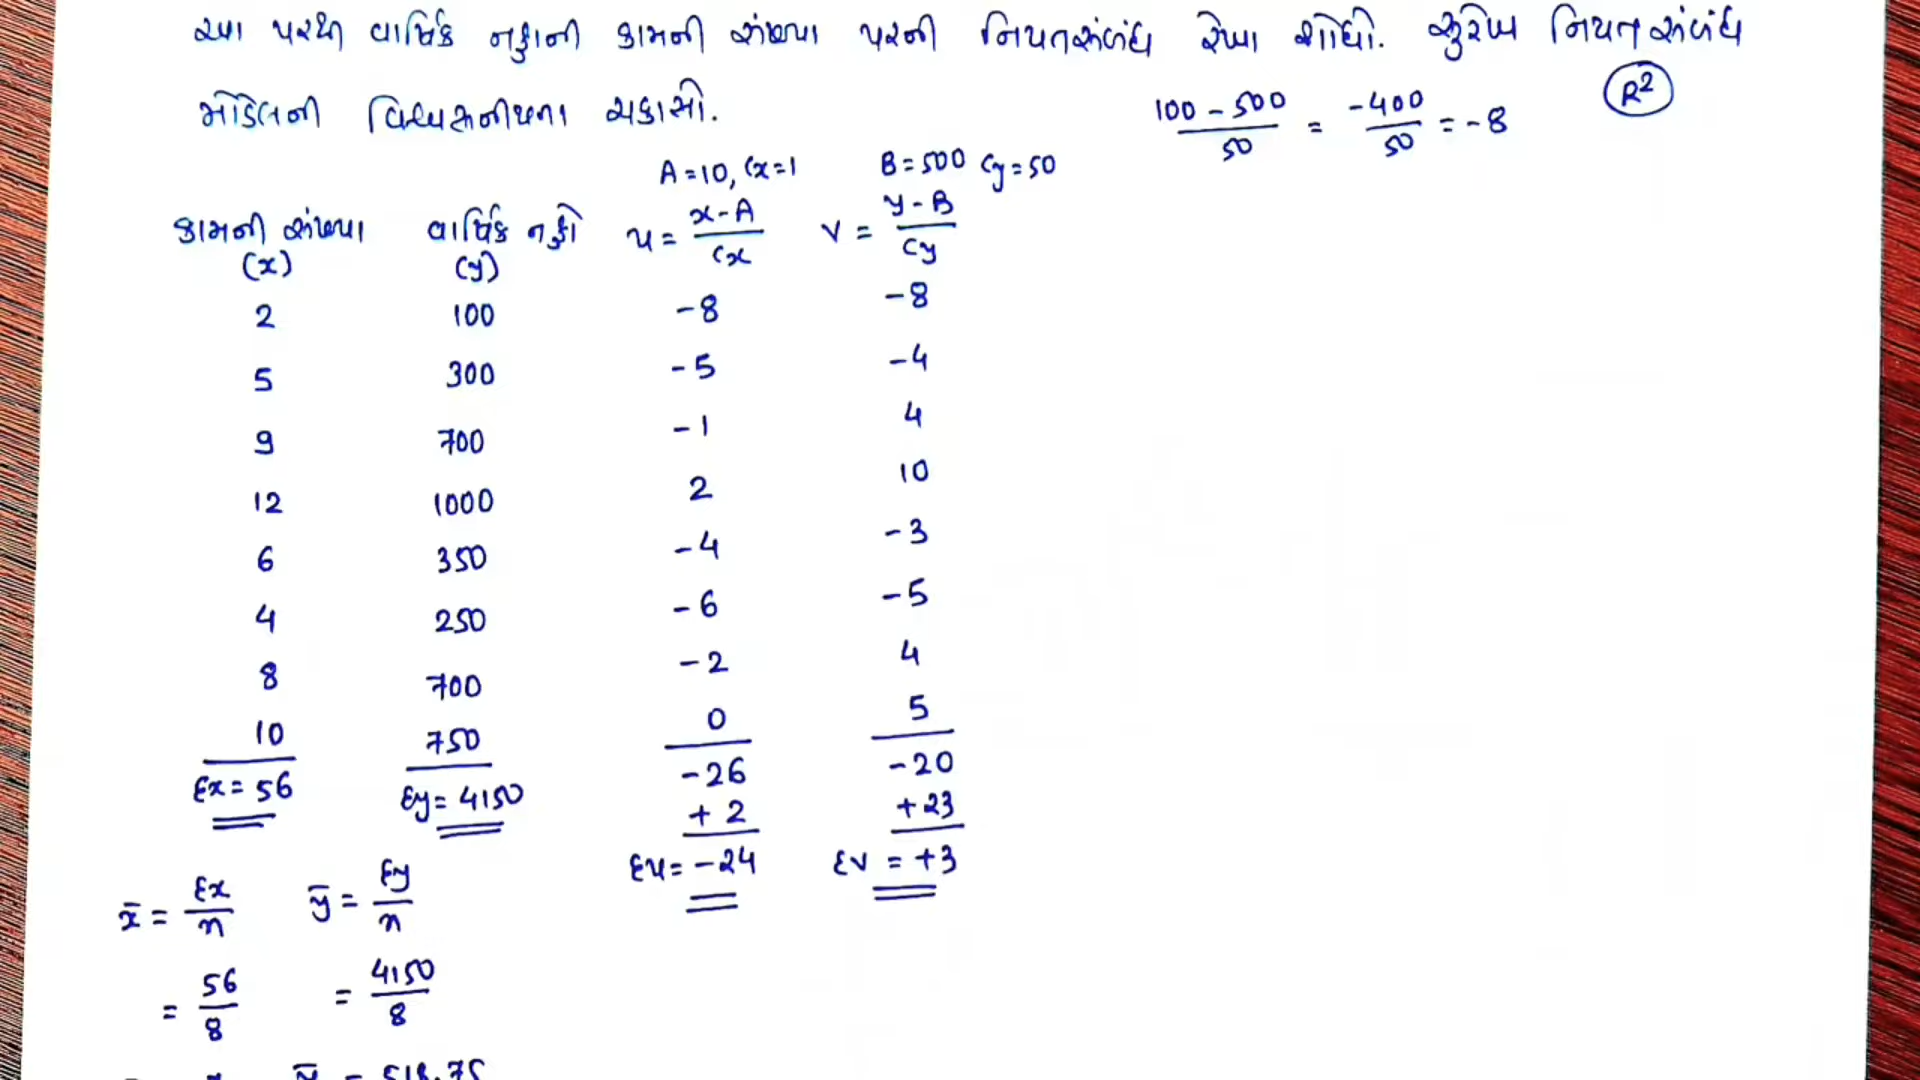 આ પરથી વાર્ષિક નફાની કામની સંખ્યા પરની નિયતસંબંધ રેખા શોધો. સુરેખ નિયતસંબંધ
મોડેલની વિશ્વસનીયતા ચકાસો.
100 - 500 / 50 = -400 / 50 = -8
R²
A = 10, Cx = 1 B = 500 Cy = 50
કામની સંખ્યા (x) વાર્ષિક નફો (y) u = x - A / Cx v = y - B / Cy
2 100 -8 -8
5 300 -5 -4
9 700 -1 4
12 1000 2 10
6 350 -4 -3
4 250 -6 -5
8 700 -2 4
10 750 0 5
Σx = 56 Σy = 4150 -26 -20
+ 2 + 23
Σu = -24 Σv = +3
x̄ = Σx / n ȳ = Σy / n
= 56 / 8 = 4150 / 8
ȳ = 518.75